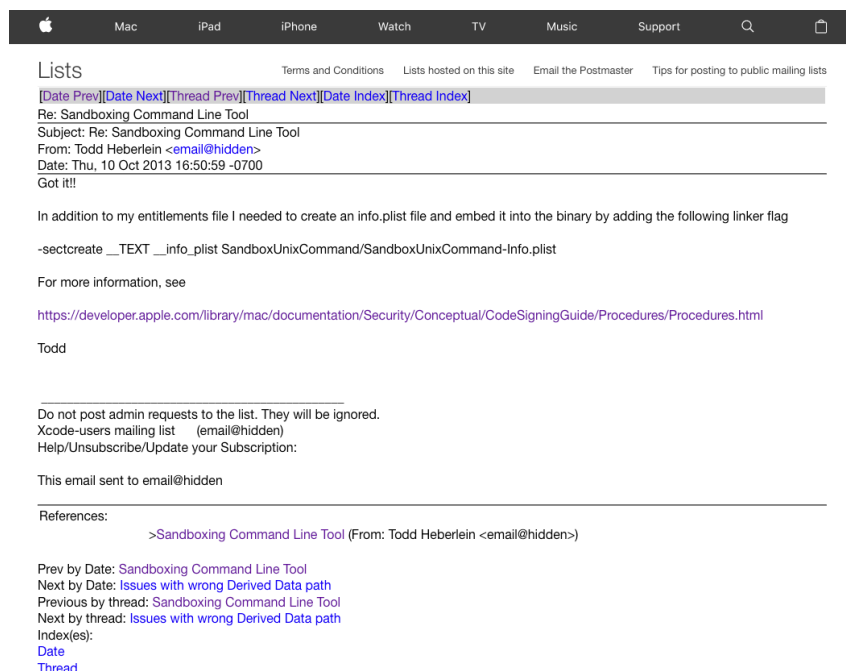 Mac iPad iPhone Watch TV Music Support
Lists Terms and Conditions Lists hosted on this site Email the Postmaster Tips for posting to public mailing lists
[Date Prev][Date Next][Thread Prev][Thread Next][Date Index][Thread Index]
Re: Sandboxing Command Line Tool
Subject: Re: Sandboxing Command Line Tool
From: Todd Heberlein <email@hidden>
Date: Thu, 10 Oct 2013 16:50:59 -0700
Got it!!
In addition to my entitlements file I needed to create an info.plist file and embed it into the binary by adding the following linker flag
-sectcreate __TEXT __info_plist SandboxUnixCommand/SandboxUnixCommand-Info.plist
For more information, see
https://developer.apple.com/library/mac/documentation/Security/Conceptual/CodeSigningGuide/Procedures/Procedures.html
Todd
_______________________________________________
Do not post admin requests to the list. They will be ignored.
Xcode-users mailing list (email@hidden)
Help/Unsubscribe/Update your Subscription:
This email sent to email@hidden
References:
>Sandboxing Command Line Tool (From: Todd Heberlein <email@hidden>)
Prev by Date: Sandboxing Command Line Tool
Next by Date: Issues with wrong Derived Data path
Previous by thread: Sandboxing Command Line Tool
Next by thread: Issues with wrong Derived Data path
Index(es):
Date
Thread